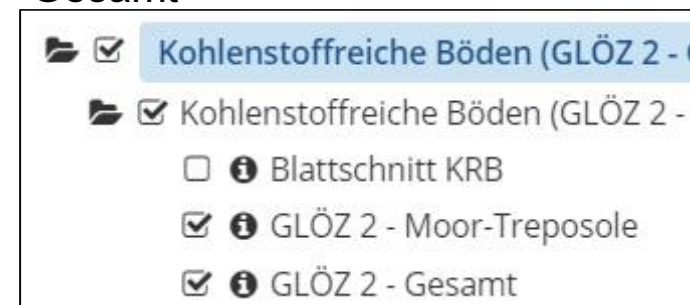 Gesamt
Kohlenstoffreiche Böden (GLÖZ 2 -
Kohlenstoffreiche Böden (GLÖZ 2 -
Blattschnitt KRB
GLÖZ 2 - Moor-Treposole
GLÖZ 2 - Gesamt